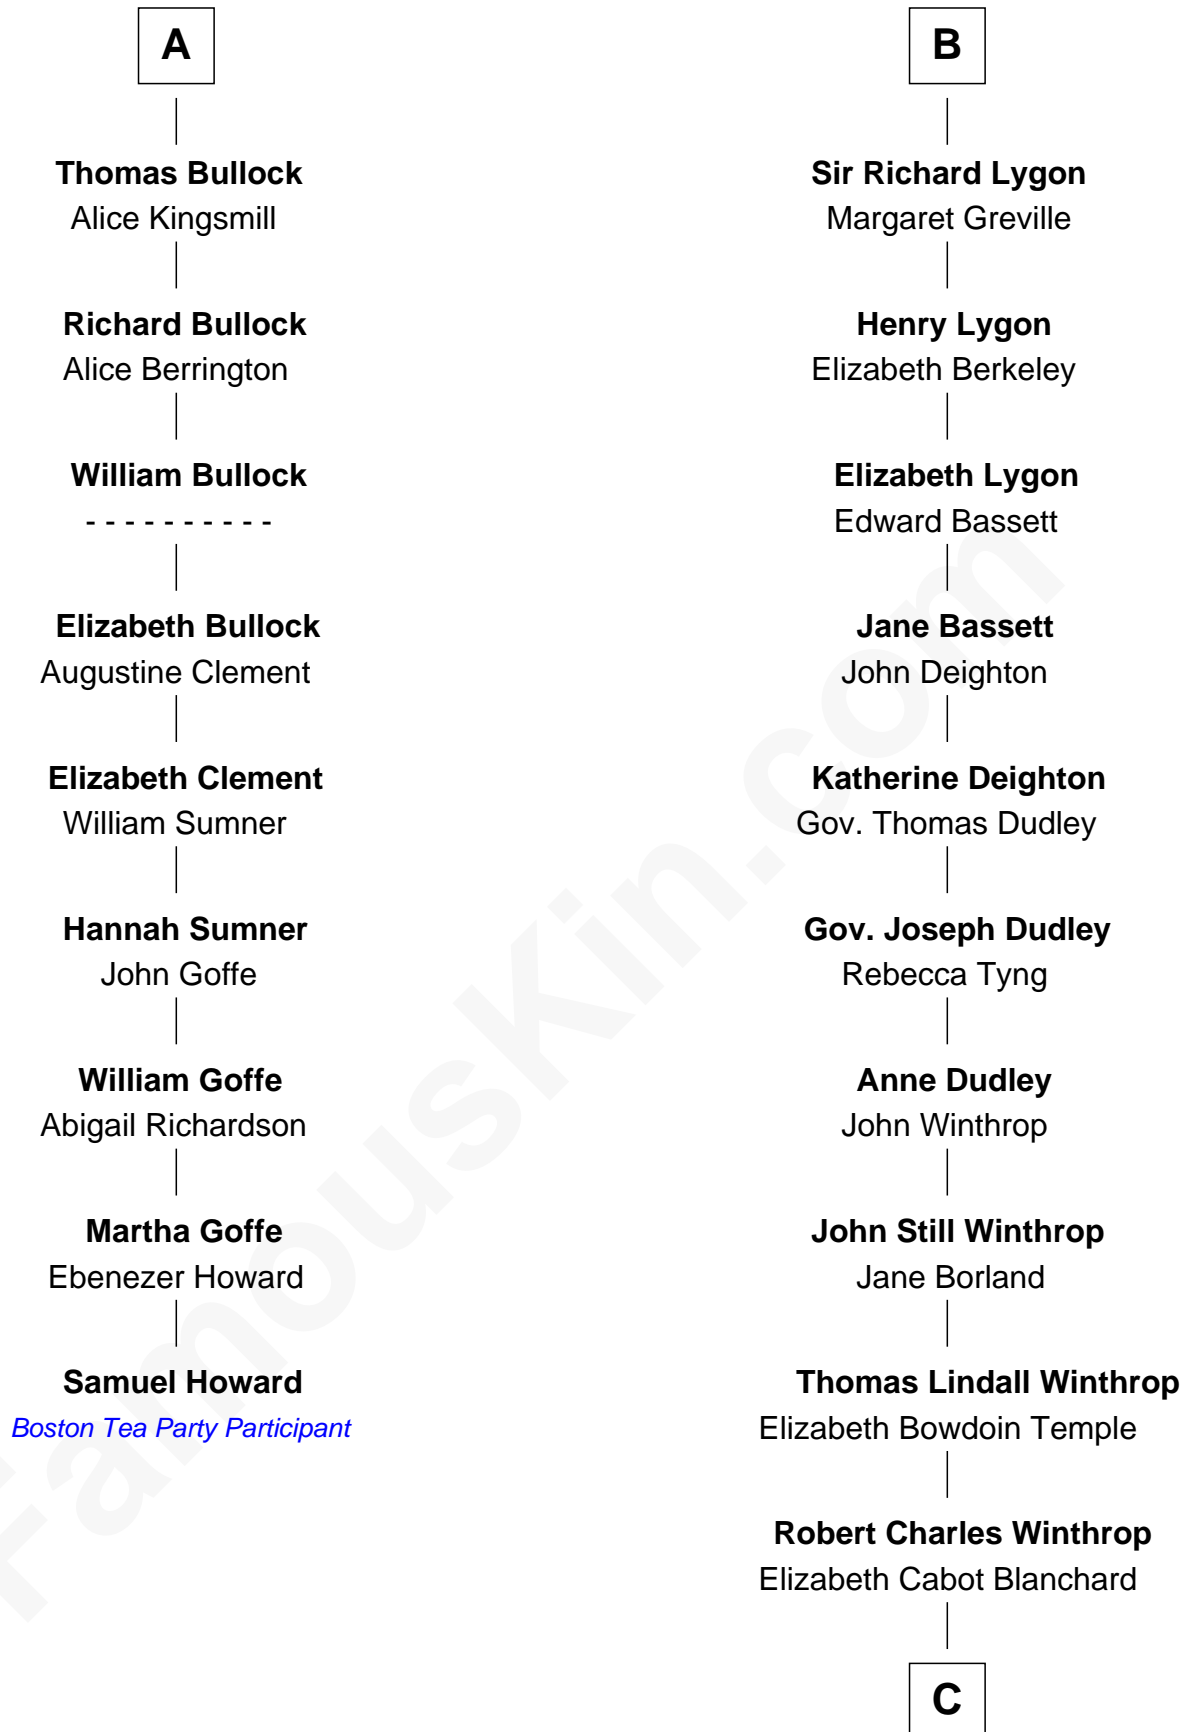 A
Thomas Bullock
Alice Kingsmill
Richard Bullock
Alice Berrington
William Bullock
- - - - - - - - - -
Elizabeth Bullock
Augustine Clement
Elizabeth Clement
William Sumner
Hannah Sumner
John Goffe
William Goffe
Abigail Richardson
Martha Goffe
Ebenezer Howard
Samuel Howard
Boston Tea Party Participant
B
Sir Richard Lygon
Margaret Greville
Henry Lygon
Elizabeth Berkeley
Elizabeth Lygon
Edward Bassett
Jane Bassett
John Deighton
Katherine Deighton
Gov. Thomas Dudley
Gov. Joseph Dudley
Rebecca Tyng
Anne Dudley
John Winthrop
John Still Winthrop
Jane Borland
Thomas Lindall Winthrop
Elizabeth Bowdoin Temple
Robert Charles Winthrop
Elizabeth Cabot Blanchard
C
FamousKin.com